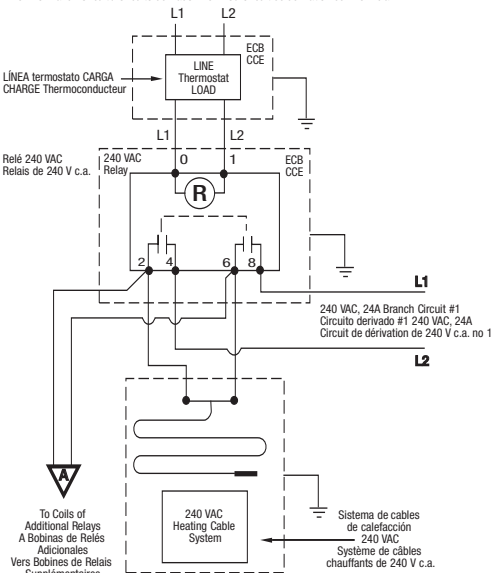 L1 L2
ECB
CCE
LINE
Thermostat
LOAD
LÍNEA termostato CARGA
CHARGE Thermoconducteur
L1 L2
Relé 240 VAC
Relais de 240 V c.a.
240 VAC
Relay
0 1
ECB
CCE
R
2 4 6 8
L1
240 VAC, 24A Branch Circuit #1
Circuito derivado #1 240 VAC, 24A
Circuit de dérivation de 240 V c.a. no 1
L2
A
To Coils of
Additional Relays
A Bobinas de Relés
Adicionales
Vers Bobines de Relais
Supplémentaires
240 VAC
Heating Cable
System
Sistema de cables
de calefacción
240 VAC
Système de câbles
chauffants de 240 V c.a.